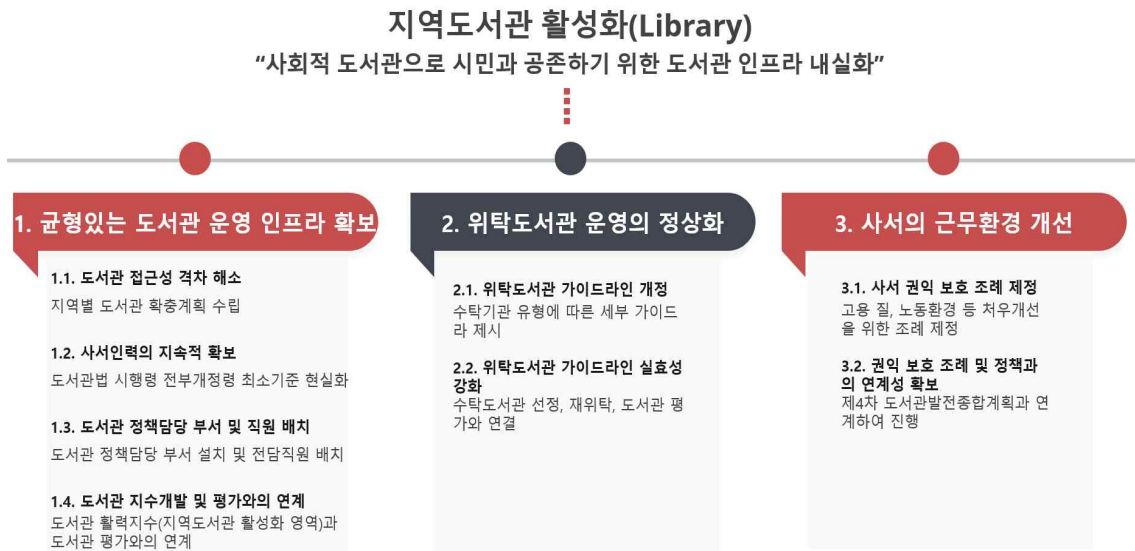 지역도서관 활성화(Library)
“사회적 도서관으로 시민과 공존하기 위한 도서관 인프라 내실화”
1. 균형있는 도서관 운영 인프라 확보
1.1. 도서관 접근성 격차 해소
지역별 도서관 확충계획 수립
1.2. 사서인력의 지속적 확보
도서관법 시행령 전부개정령 최소기준 현실화
1.3. 도서관 정책담당 부서 및 직원 배치
도서관 정책담당 부서 설치 및 전담직원 배치
1.4. 도서관 지수개발 및 평가와의 연계
도서관 활력지수(지역도서관 활성화 영역)과
도서관 평가와의 연계
2. 위탁도서관 운영의 정상화
2.1. 위탁도서관 가이드라인 개정
수탁기관 유형에 따른 세부 가이드
라 제시
2.2. 위탁도서관 가이드라인 실효성
강화
수탁도서관 선정, 재위탁, 도서관 평
가와 연결
3. 사서의 근무환경 개선
3.1. 사서 권익 보호 조례 제정
고용 질, 노동환경 등 처우개선
을 위한 조례 제정
3.2. 권익 보호 조례 및 정책과
의 연계성 확보
제4차 도서관발전종합계획과 연
계하여 진행